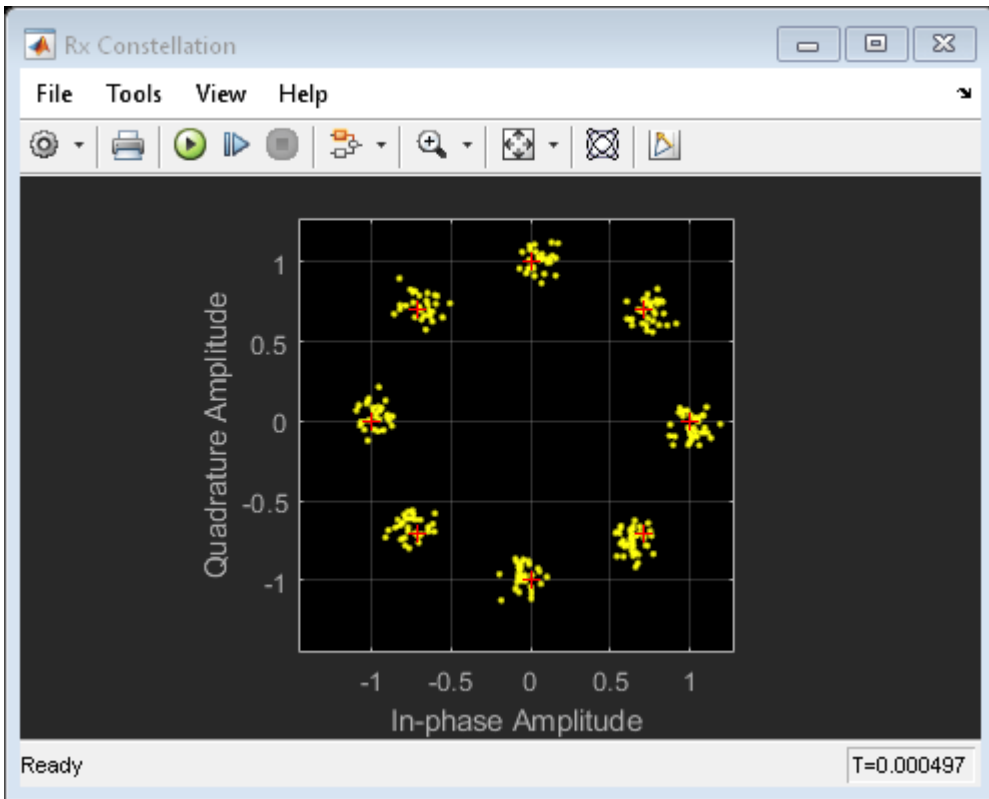 Rx Constellation
File Tools View Help
1
0.5
0
-0.5
-1
Quadrature Amplitude
-1 -0.5 0 0.5 1
In-phase Amplitude
Ready T=0.000497